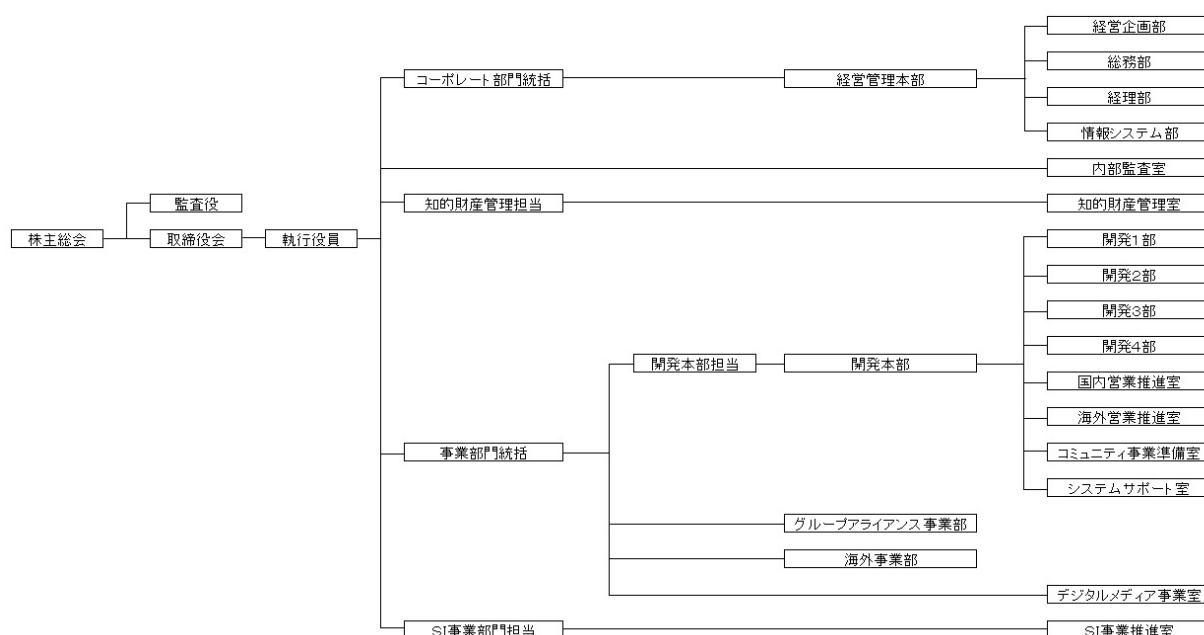 経営企画部
総務部
コーポレート部門統括
経営管理本部
経理部
情報システム部
内部監査室
監査役
知的財産管理担当
知的財産管理室
株主総会
取締役会
執行役員
開発1部
開発2部
開発3部
開発4部
開発本部担当
開発本部
国内営業推進室
海外営業推進室
事業部門統括
コミュニティ事業準備室
システムサポート室
グループアライアンス事業部
海外事業部
デジタルメディア事業室
SI事業部門担当
SI事業推進室